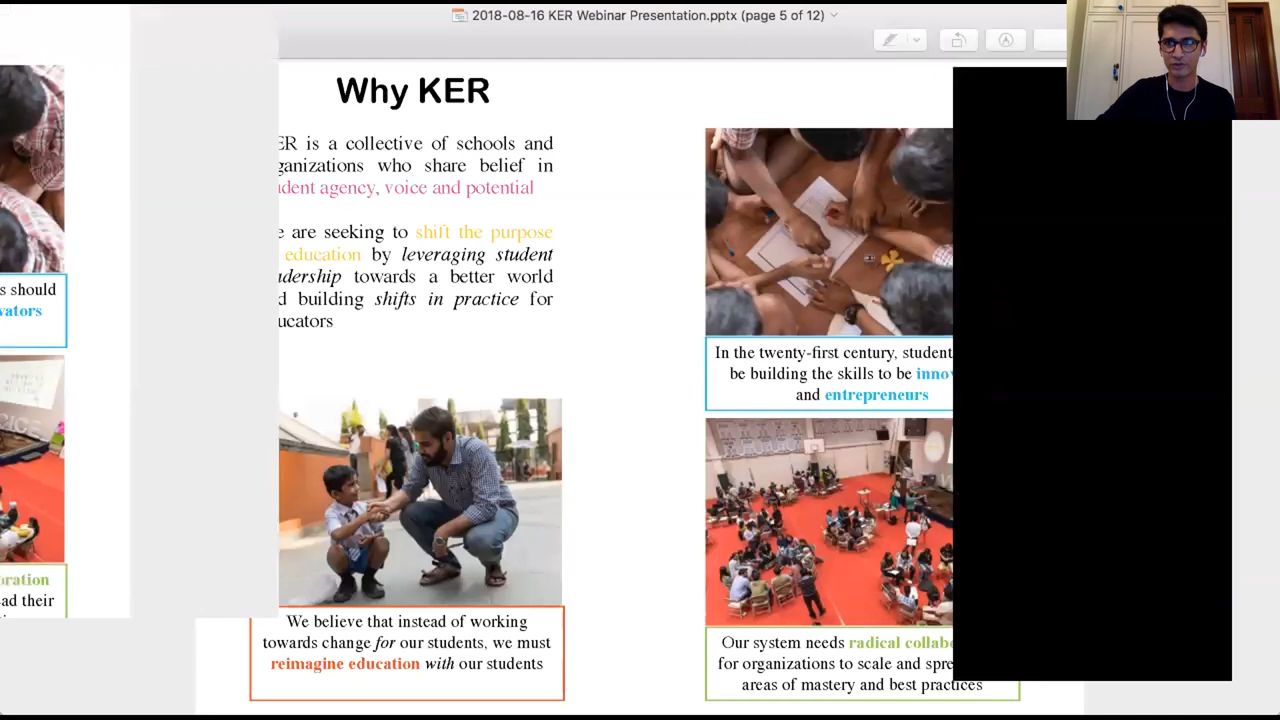 2018-08-16 KER Webinar Presentation.pptx (page 5 of 12)
Why KER
ER is a collective of schools and
ganizations who share belief in
udent agency, voice and potential
e are seeking to shift the purpose
education by leveraging student
adership towards a better world
d building shifts in practice for
ucators
s should
vators
oration
ad their
In the twenty-first century, student
be building the skills to be innov
and entrepreneurs
We believe that instead of working
towards change for our students, we must
reimagine education with our students
Our system needs radical collab
for organizations to scale and spre
areas of mastery and best practices